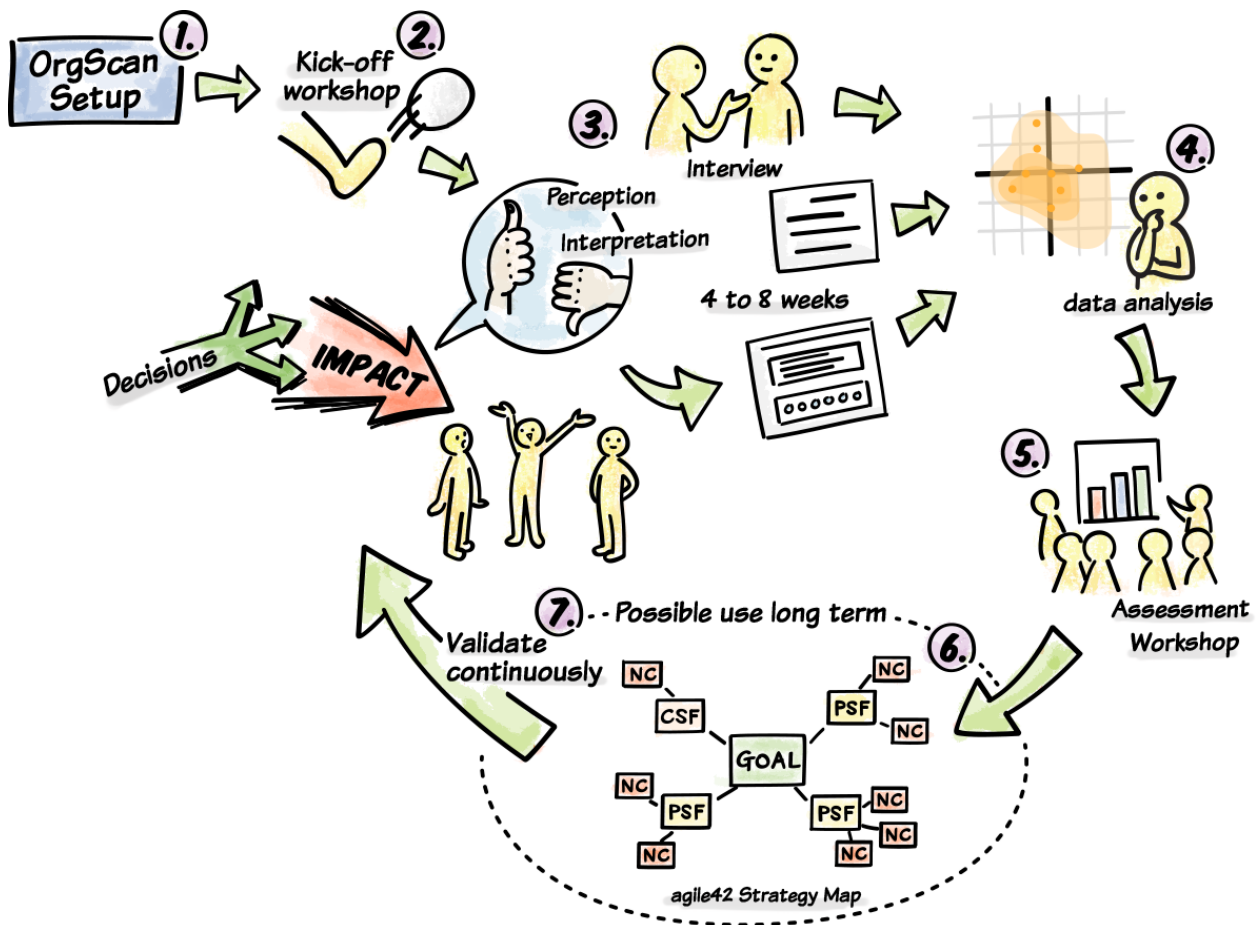 1.
OrgScan
Setup
2.
Kick-off
workshop
3.
Interview
Perception
Interpretation
4 to 8 weeks
4.
data analysis
Decisions
IMPACT
5.
Assessment
Workshop
6.
7.
Possible use long term
Validate
continuously
NC
CSF
NC
PSF
NC
GOAL
NC
PSF
NC
NC
PSF
NC
NC
agile42 Strategy Map